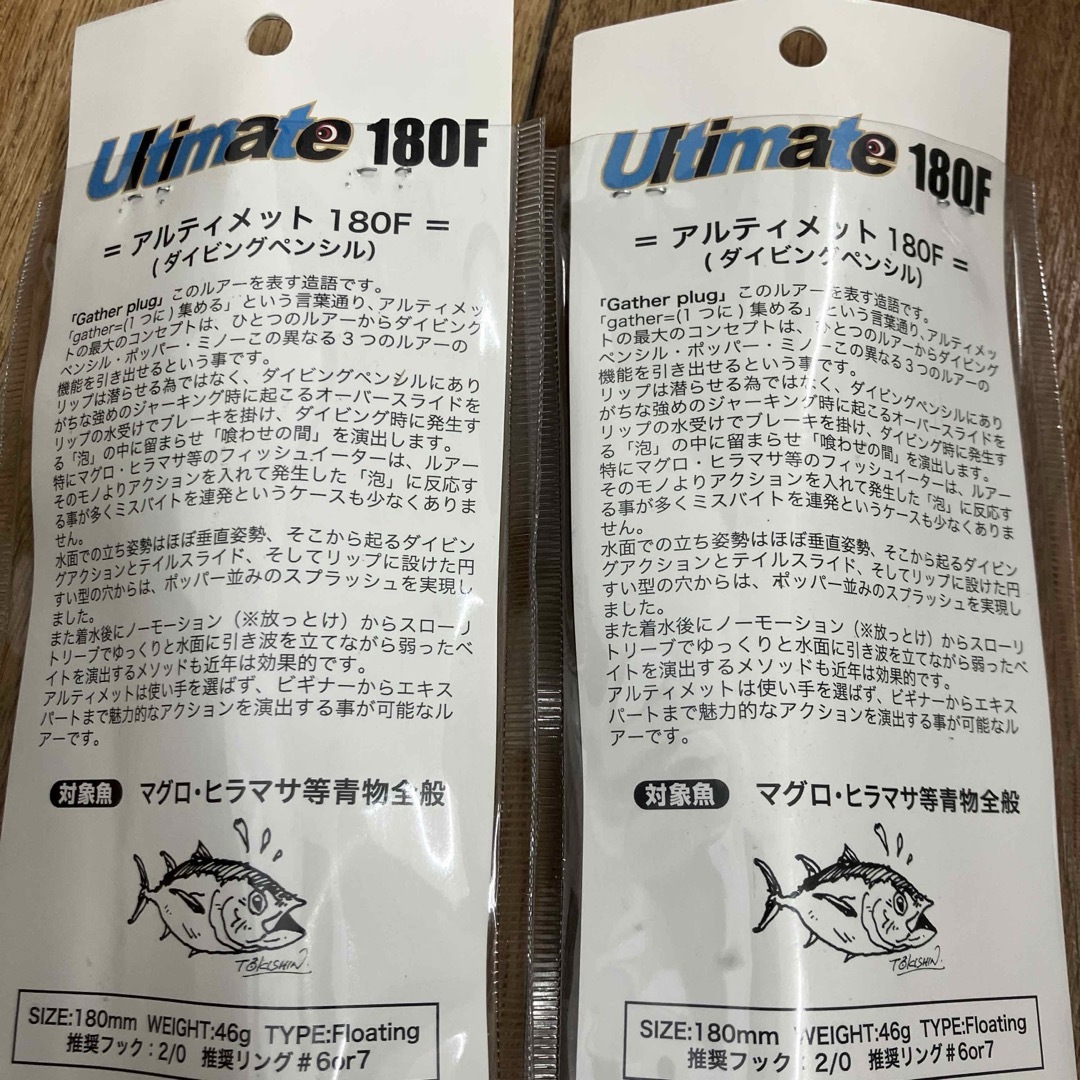 Ultimate 180F
= アルティメット 180F =
(ダイビングペンシル)
「Gather plug」このルアーを表す造語です。
「gather=(1つに)集める」という言葉通り、アルティメッ
トの最大のコンセプトは、ひとつのルアーからダイビング
ペンシル・ポッパー・ミノーこの異なる3つのルアーの
機能を引き出せるという事です。
リップは潜らせる為ではなく、ダイビングペンシルにあり
がちな強めのジャーキング時に起こるオーバースライドを
リップの水受けでブレーキを掛け、ダイビング時に発生す
る「泡」の中に留まらせ「喰わせの間」を演出します。
特にマグロ・ヒラマサ等のフィッシュイーターは、ルアー
そのモノよりアクションを入れて発生した「泡」に反応す
る事が多くミスバイトを連発というケースも少なくありま
せん。
水面での立ち姿勢はほぼ垂直姿勢、そこから起るダイビン
グアクションとテイルスライド、そしてリップに設けた円
すい型の穴からは、ポッパー並みのスプラッシュを実現し
ました。
また着水後にノーモーション（※放っとけ）からスローリ
トリーブでゆっくりと水面に引き波を立てながら弱ったベ
イトを演出するメソッドも近年は効果的です。
アルティメットは使い手を選ばず、ビギナーからエキス
パートまで魅力的なアクションを演出する事が可能なル
アーです。
対象魚 マグロ・ヒラマサ等青物全般
TOKISHIN
SIZE:180mm WEIGHT:46g TYPE:Floating
推奨フック:2/0 推奨リング#6or7
Ultimate 180F
= アルティメット 180F =
(ダイビングペンシル)
「Gather plug」このルアーを表す造語です。
「gather=(1つに)集める」という言葉通り、アルティメッ
トの最大のコンセプトは、ひとつのルアーからダイビング
ペンシル・ポッパー・ミノーこの異なる3つのルアーの
機能を引き出せるという事です。
リップは潜らせる為ではなく、ダイビングペンシルにあり
がちな強めのジャーキング時に起こるオーバースライドを
リップの水受けでブレーキを掛け、ダイビング時に発生す
る「泡」の中に留まらせ「喰わせの間」を演出します。
特にマグロ・ヒラマサ等のフィッシュイーターは、ルアー
そのモノよりアクションを入れて発生した「泡」に反応す
る事が多くミスバイトを連発というケースも少なくありま
せん。
水面での立ち姿勢はほぼ垂直姿勢、そこから起るダイビン
グアクションとテイルスライド、そしてリップに設けた円
すい型の穴からは、ポッパー並みのスプラッシュを実現し
ました。
また着水後にノーモーション（※放っとけ）からスローリ
トリーブでゆっくりと水面に引き波を立てながら弱ったベ
イトを演出するメソッドも近年は効果的です。
アルティメットは使い手を選ばず、ビギナーからエキス
パートまで魅力的なアクションを演出する事が可能なル
アーです。
対象魚 マグロ・ヒラマサ等青物全般
TOKISHIN
SIZE:180mm WEIGHT:46g TYPE:Floating
推奨フック:2/0 推奨リング#6or7